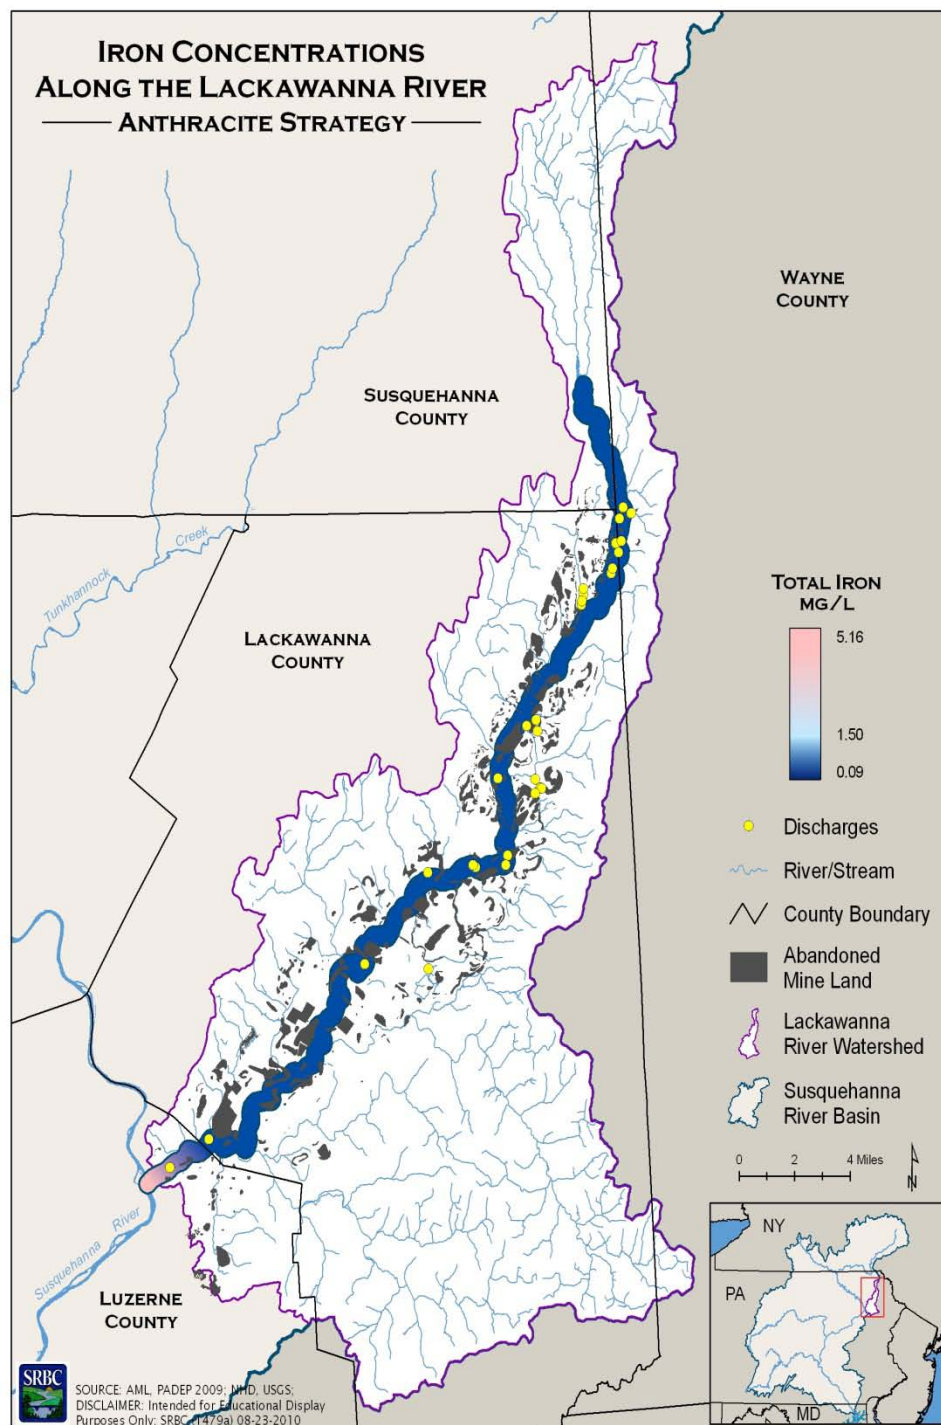 IRON CONCENTRATIONS
ALONG THE LACKAWANNA RIVER
ANTHRACITE STRATEGY
WAYNE
COUNTY
SUSQUEHANNA
COUNTY
Tunkhannock Creek
LACKAWANNA
COUNTY
TOTAL IRON
MG/L
5.16
1.50
0.09
Discharges
River/Stream
County Boundary
Abandoned
Mine Land
Lackawanna
River Watershed
Susquehanna
River Basin
0 2 4 Miles
N
Susquehanna River
LUZERNE
COUNTY
NY
PA
MD
SRBC
SOURCE: AML, PADEP 2009; NHD, USGS;
DISCLAIMER: Intended for Educational Display
Purposes Only: SRBC (1479a) 08-23-2010